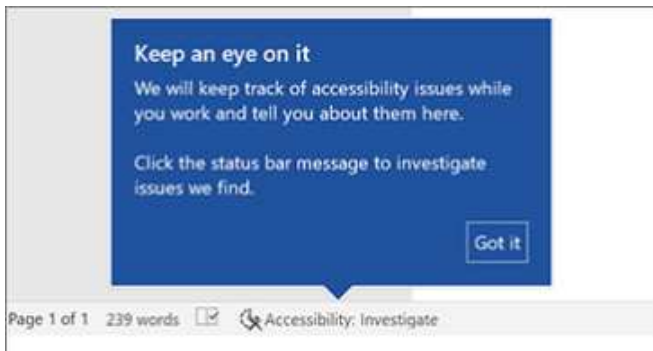 Keep an eye on it
We will keep track of accessibility issues while
you work and tell you about them here.
Click the status bar message to investigate
issues we find.
Got it
Page 1 of 1 239 words Accessibility: Investigate